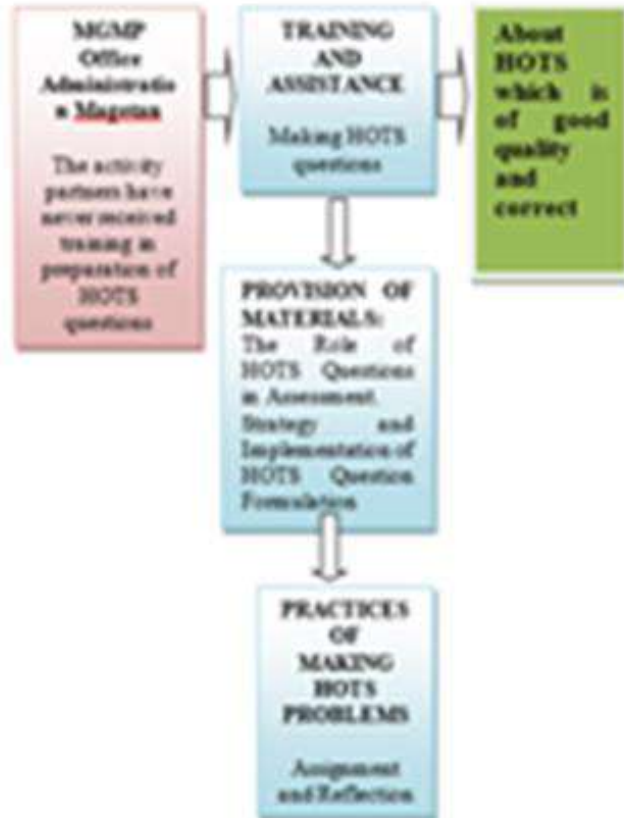 MGMP
Office
Administratio
n Magetan
The activity
partners have
never received
training in
preparation of
HOTS
questions
TRAINING
AND
ASSISTANCE
Making HOTS
questions
About
HOTS
which is
of good
quality
and
correct
PROVISION OF
MATERIALS:
The Role of
HOTS Questions
in Assessment.
Strategy and
Implementation of
HOTS Question
Formulation
PRACTICES
OF
MAKING
HOTS
PROBLEMS
Assignment
and Reflection